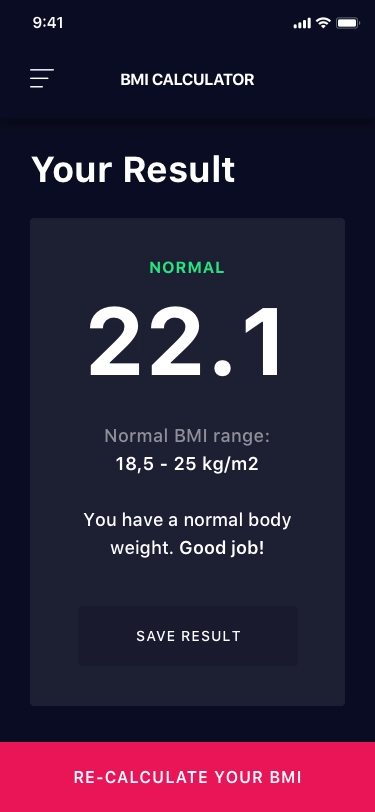 9:41
BMI CALCULATOR
Your Result
NORMAL
22.1
Normal BMI range:
18,5 - 25 kg/m2
You have a normal body
weight. Good job!
SAVE RESULT
RE-CALCULATE YOUR BMI